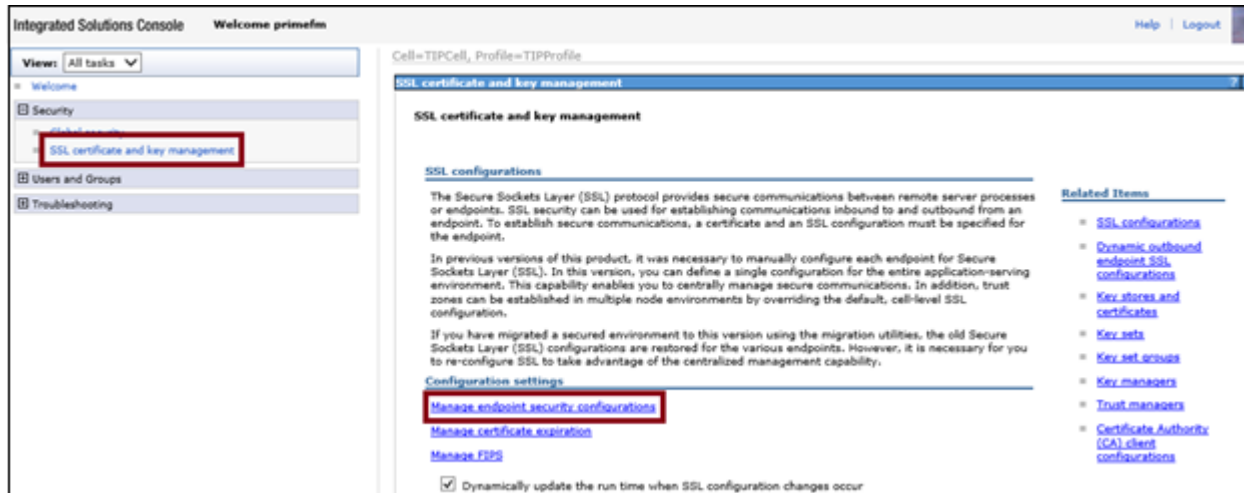 Integrated Solutions Console Welcome primefm Help | Logout
View: All tasks
Welcome
Security
Global security
SSL certificate and key management
Users and Groups
Troubleshooting
Cell=TIPCell, Profile=TIPProfile
SSL certificate and key management ?
SSL certificate and key management
SSL configurations
The Secure Sockets Layer (SSL) protocol provides secure communications between remote server processes
or endpoints. SSL security can be used for establishing communications inbound to and outbound from an
endpoint. To establish secure communications, a certificate and an SSL configuration must be specified for
the endpoint.
In previous versions of this product, it was necessary to manually configure each endpoint for Secure
Sockets Layer (SSL). In this version, you can define a single configuration for the entire application-serving
environment. This capability enables you to centrally manage secure communications. In addition, trust
zones can be established in multiple node environments by overriding the default, cell-level SSL
configuration.
If you have migrated a secured environment to this version using the migration utilities, the old Secure
Sockets Layer (SSL) configurations are restored for the various endpoints. However, it is necessary for you
to re-configure SSL to take advantage of the centralized management capability.
Configuration settings
Manage endpoint security configurations
Manage certificate expiration
Manage FIPS
Dynamically update the run time when SSL configuration changes occur
Related Items
SSL configurations
Dynamic outbound
endpoint SSL
configurations
Key stores and
certificates
Key sets
Key set groups
Key managers
Trust managers
Certificate Authority
(CA) client
configurations